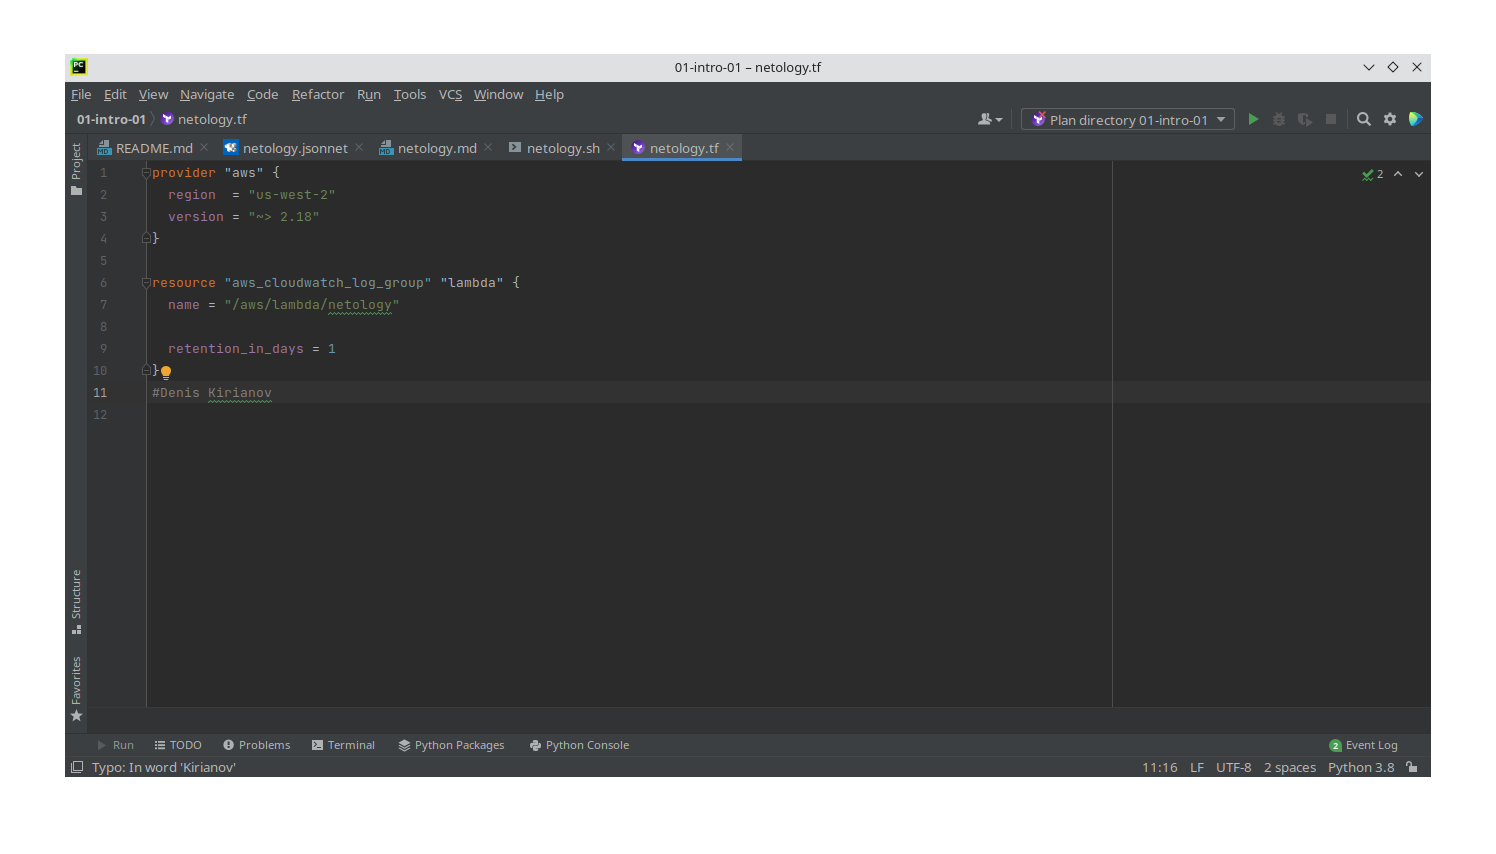 PC
01-intro-01 – netology.tf
File Edit View Navigate Code Refactor Run Tools VCS Window Help
01-intro-01 netology.tf
Plan directory 01-intro-01
README.md netology.jsonnet netology.md netology.sh netology.tf
Project
1 provider "aws" {
2   region  = "us-west-2"
3   version = "~> 2.18"
4 }
5
6 resource "aws_cloudwatch_log_group" "lambda" {
7   name = "/aws/lambda/netology"
8
9   retention_in_days = 1
10 }
11 #Denis Kirianov
12
2
Structure
Favorites
Run TODO Problems Terminal Python Packages Python Console
2 Event Log
Typo: In word 'Kirianov'
11:16 LF UTF-8 2 spaces Python 3.8